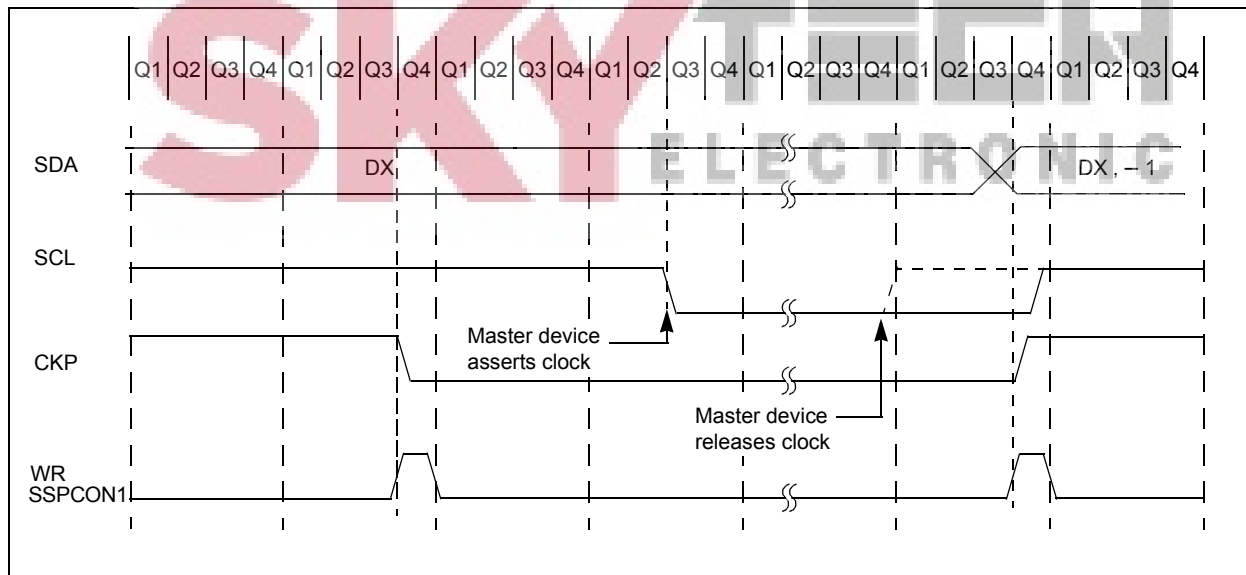 SKYTECH
ELECTRONIC
Q1 Q2 Q3 Q4 Q1 Q2 Q3 Q4 Q1 Q2 Q3 Q4 Q1 Q2 Q3 Q4 Q1 Q2 Q3 Q4 Q1 Q2 Q3 Q4 Q1 Q2 Q3 Q4
SDA
DX
DX , – 1
SCL
Master device
asserts clock
CKP
Master device
releases clock
WR
SSPCON1